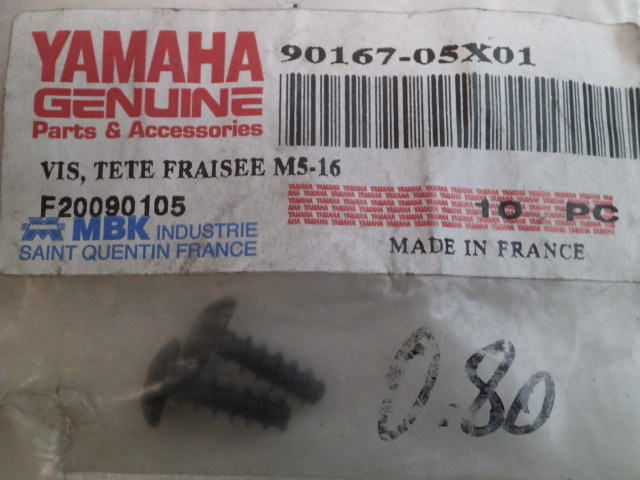 YAMAHA
GENUINE
Parts & Accessories
90167-05X01
VIS, TETE FRAISEE M5-16
F20090105
10 PC
MBK INDUSTRIE
SAINT QUENTIN FRANCE
MADE IN FRANCE
0.80